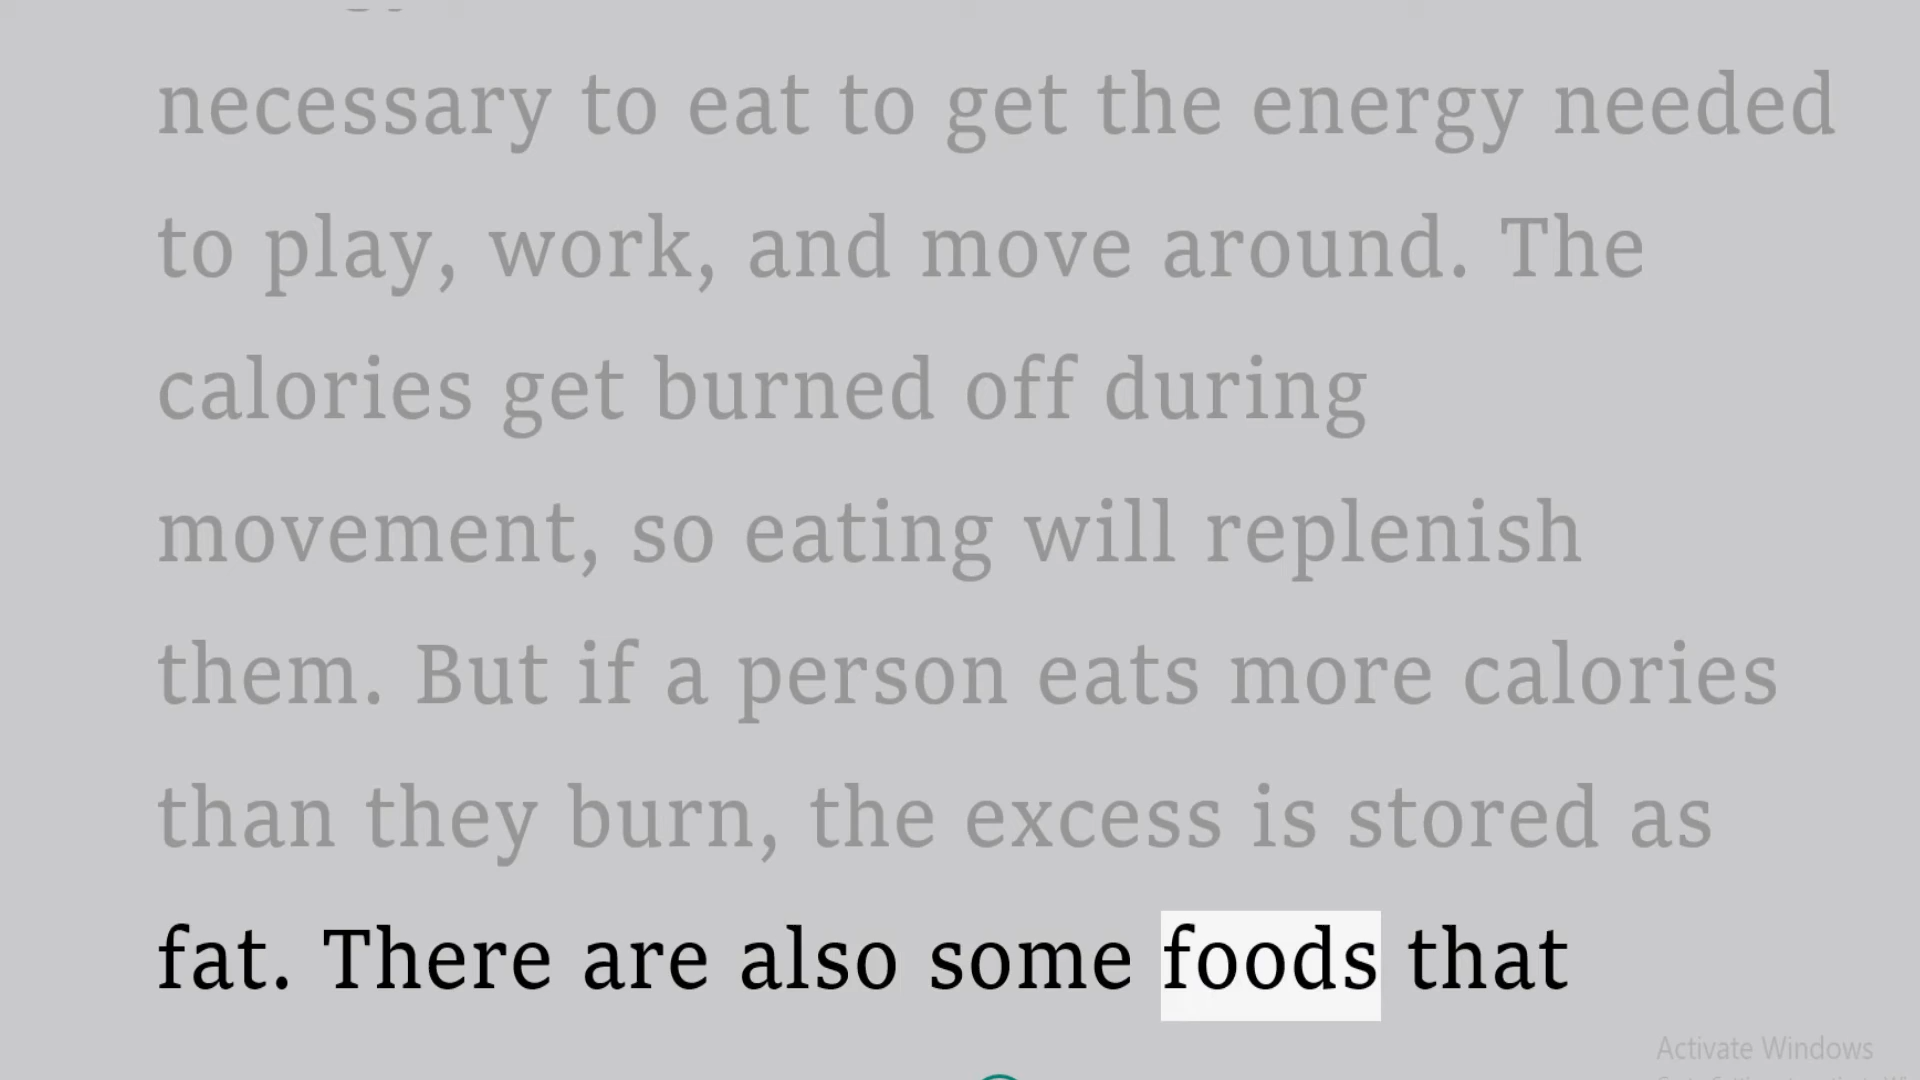 necessary to eat to get the energy needed
to play, work, and move around. The
calories get burned off during
movement, so eating will replenish
them. But if a person eats more calories
than they burn, the excess is stored as
fat. There are also some foods that
Activate Windows